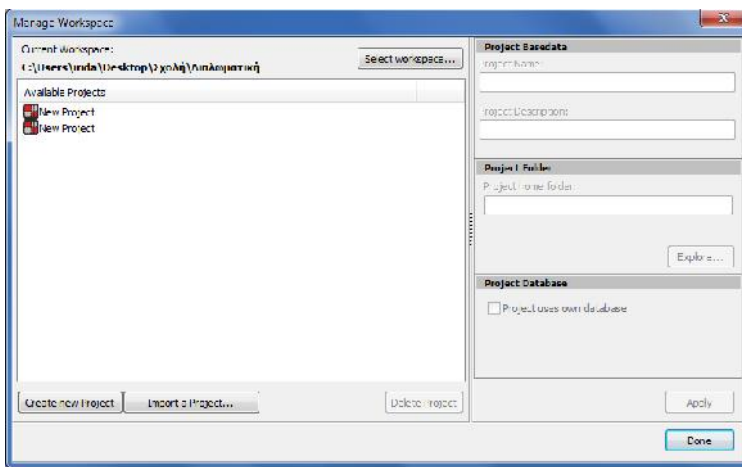 Manage Workspace
Current Workspace:
C:\Users\inda\Desktop\Σχολή\Διπλωματική
Select workspace...
Available Projects
New Project
New Project
Create new Project
Import a Project...
Delete Project
Project Basedata
Project Name:
Project Description:
Project Folder
Project home folder:
Explore...
Project Database
Project uses own database
Apply
Done